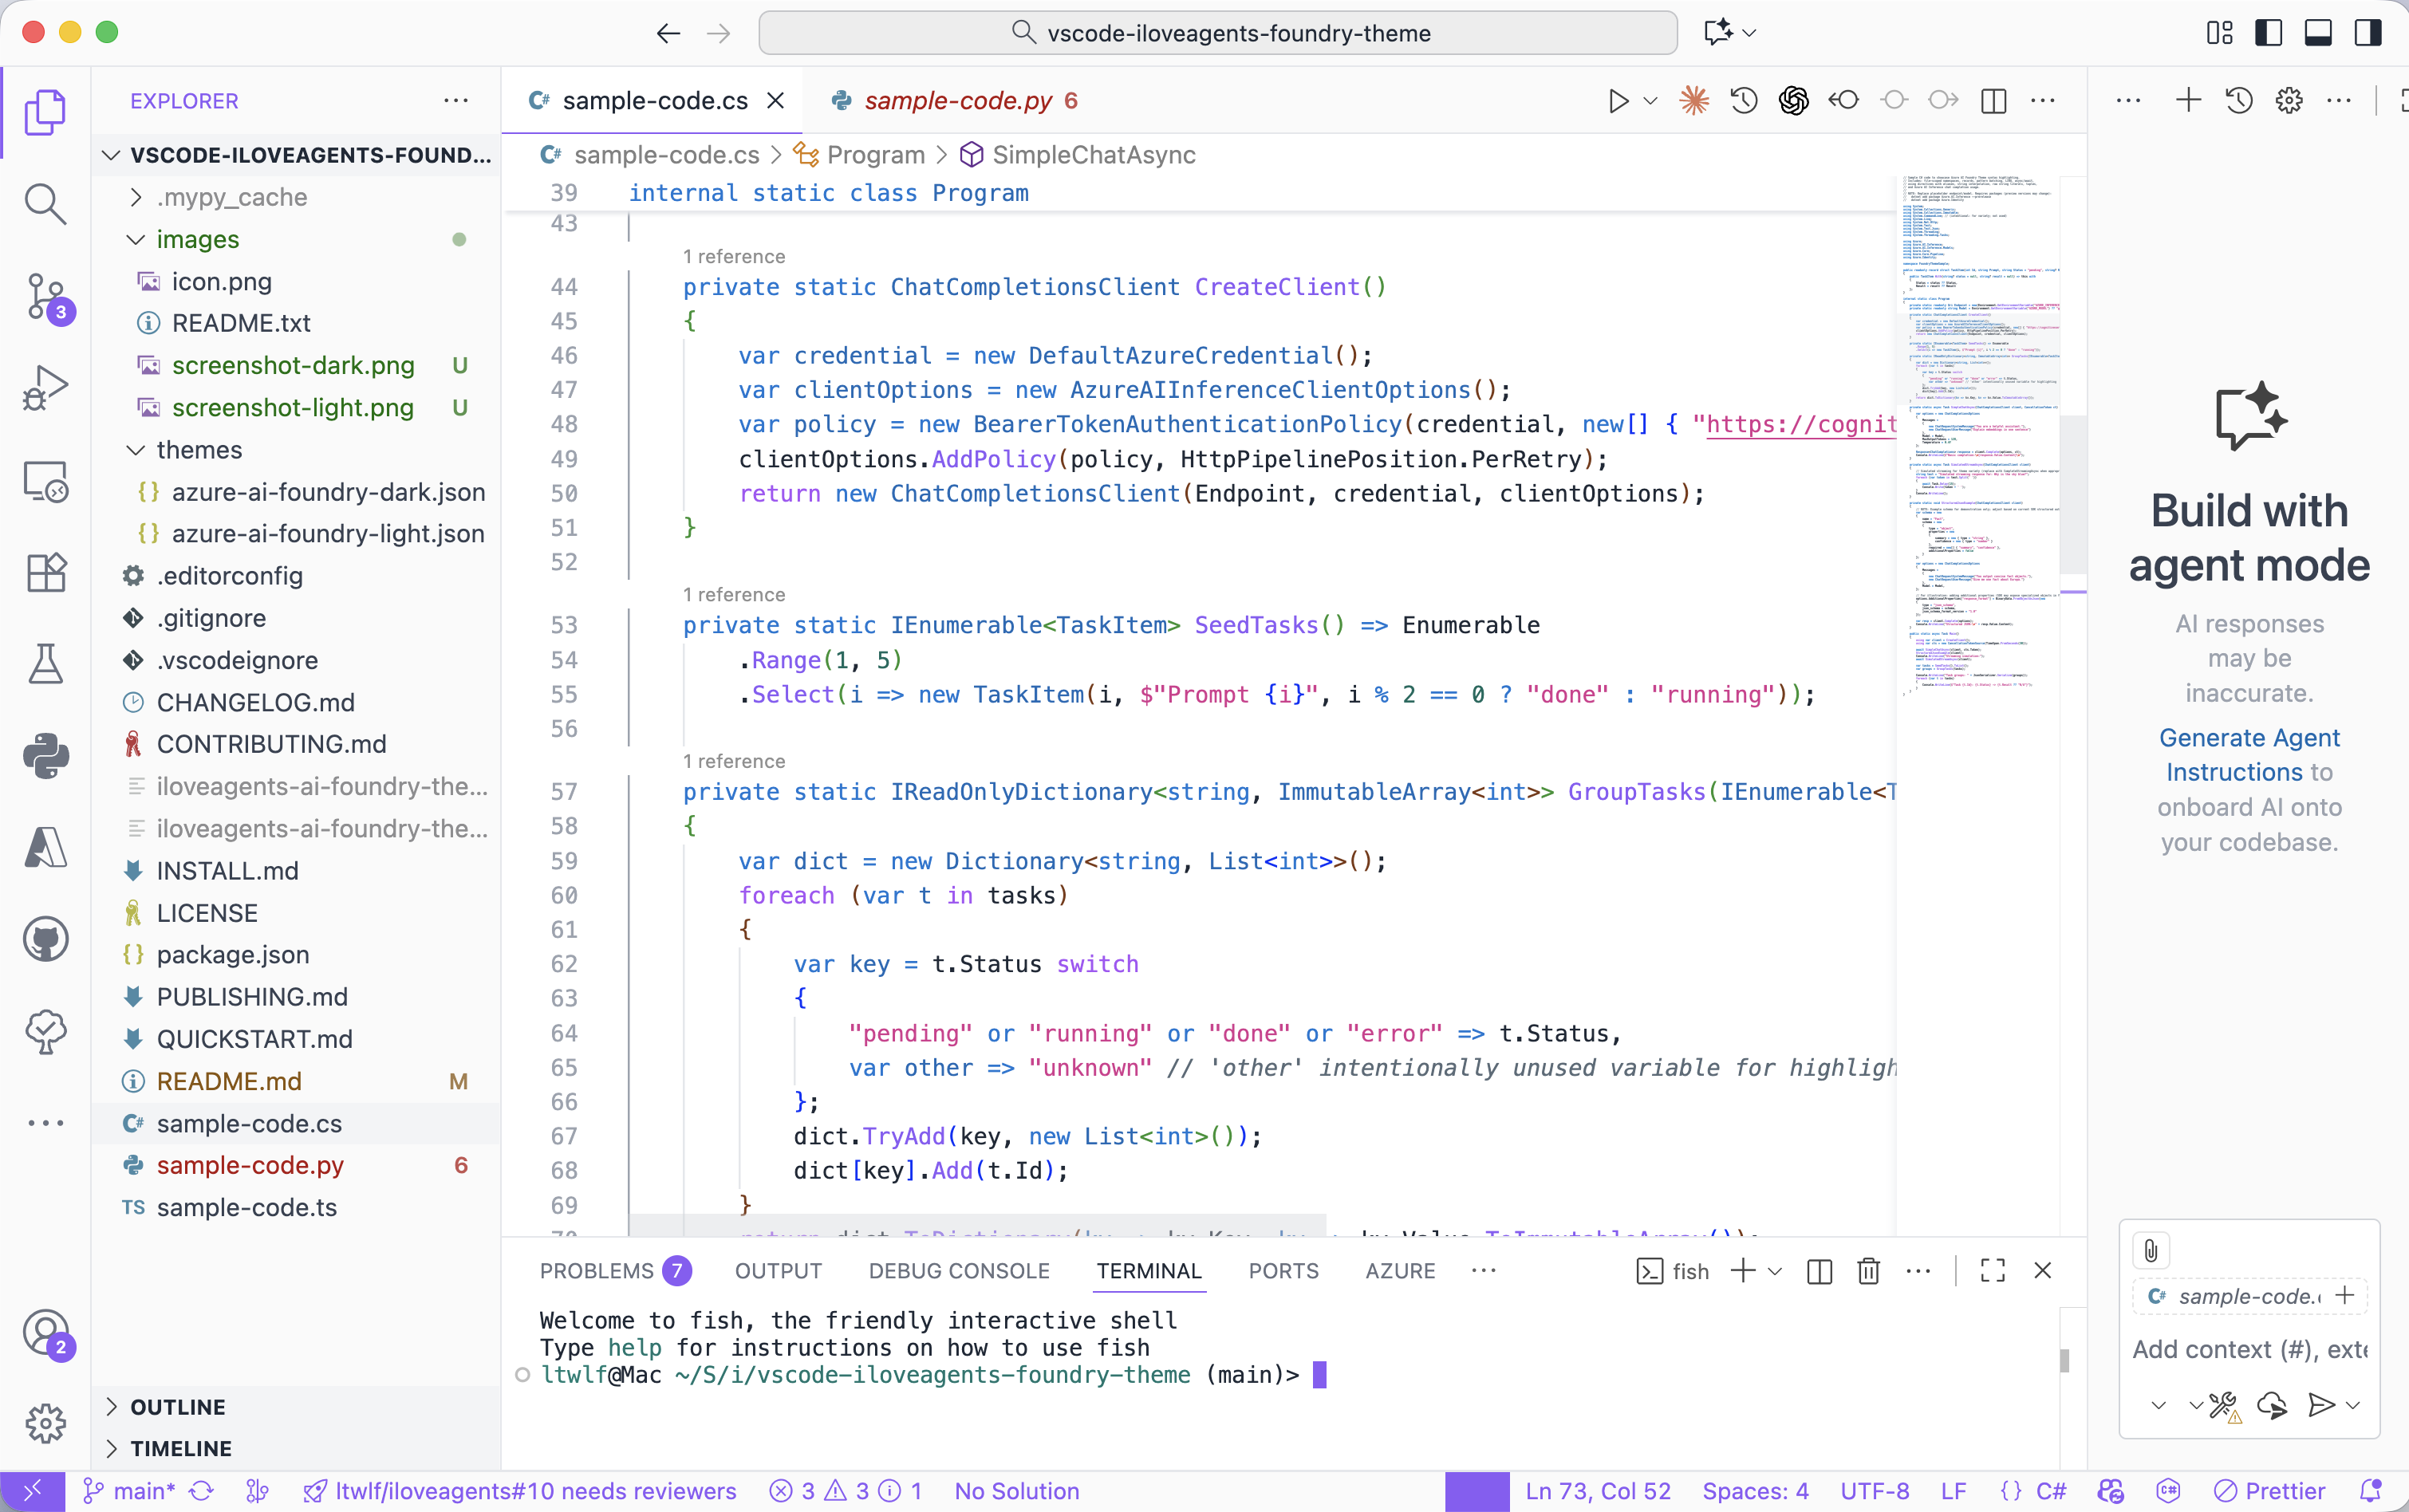 vscode-iloveagents-foundry-theme
EXPLORER
VSCODE-ILOVEAGENTS-FOUND...
.mypy_cache
images
icon.png
README.txt
screenshot-dark.png U
screenshot-light.png U
themes
{} azure-ai-foundry-dark.json
{} azure-ai-foundry-light.json
.editorconfig
.gitignore
.vscodeignore
CHANGELOG.md
CONTRIBUTING.md
iloveagents-ai-foundry-the...
iloveagents-ai-foundry-the...
INSTALL.md
LICENSE
{} package.json
PUBLISHING.md
QUICKSTART.md
README.md M
C# sample-code.cs
sample-code.py 6
TS sample-code.ts
OUTLINE
TIMELINE
3
2
C# sample-code.cs
sample-code.py 6
C# sample-code.cs > Program > SimpleChatAsync
39 internal static class Program
43
1 reference
44 private static ChatCompletionsClient CreateClient()
45 {
46 var credential = new DefaultAzureCredential();
47 var clientOptions = new AzureAIInferenceClientOptions();
48 var policy = new BearerTokenAuthenticationPolicy(credential, new[] { "https://cognit
49 clientOptions.AddPolicy(policy, HttpPipelinePosition.PerRetry);
50 return new ChatCompletionsClient(Endpoint, credential, clientOptions);
51 }
52
1 reference
53 private static IEnumerable<TaskItem> SeedTasks() => Enumerable
54 .Range(1, 5)
55 .Select(i => new TaskItem(i, $"Prompt {i}", i % 2 == 0 ? "done" : "running"));
56
1 reference
57 private static IReadOnlyDictionary<string, ImmutableArray<int>> GroupTasks(IEnumerable<T
58 {
59 var dict = new Dictionary<string, List<int>>();
60 foreach (var t in tasks)
61 {
62 var key = t.Status switch
63 {
64 "pending" or "running" or "done" or "error" => t.Status,
65 var other => "unknown" // 'other' intentionally unused variable for highligh
66 };
67 dict.TryAdd(key, new List<int>());
68 dict[key].Add(t.Id);
69 }
PROBLEMS 7 OUTPUT DEBUG CONSOLE TERMINAL PORTS AZURE
fish
Welcome to fish, the friendly interactive shell
Type help for instructions on how to use fish
ltwlf@Mac ~/S/i/vscode-iloveagents-foundry-theme (main)>
Build with
agent mode
AI responses
may be
inaccurate.
Generate Agent
Instructions to
onboard AI onto
your codebase.
C# sample-code.
Add context (#), exte
main* ltwlf/iloveagents#10 needs reviewers 3 3 1 No Solution
Ln 73, Col 52 Spaces: 4 UTF-8 LF {} C# Prettier